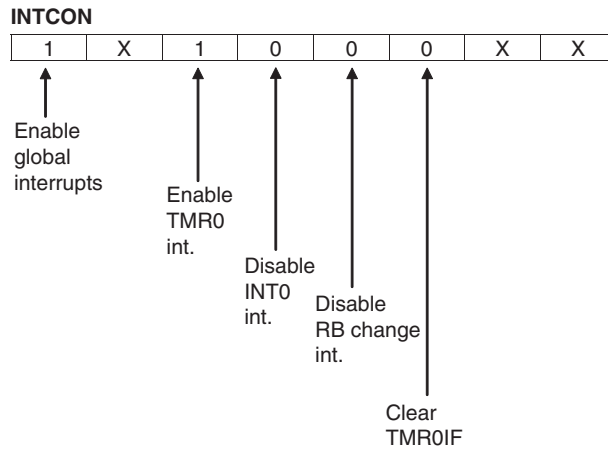 INTCON
1 X 1 0 0 0 X X
Enable
global
interrupts
Enable
TMR0
int.
Disable
INT0
int.
Disable
RB change
int.
Clear
TMR0IF